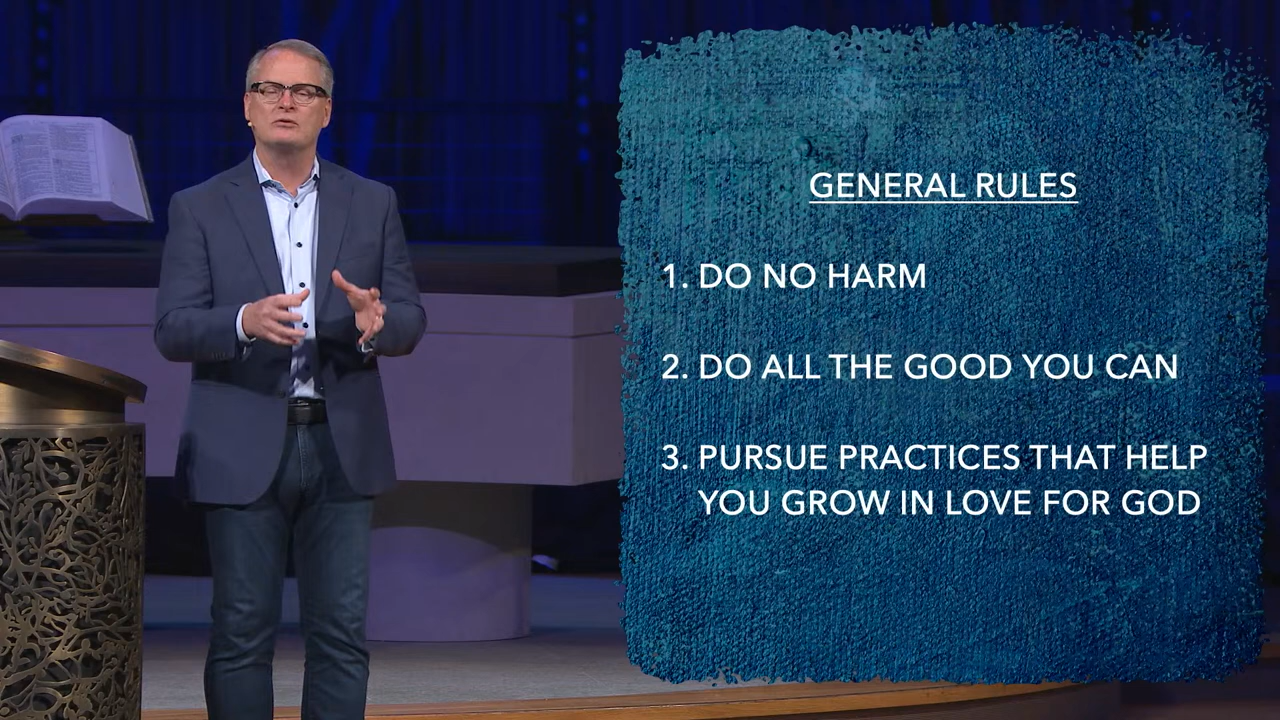 GENERAL RULES
1. DO NO HARM
2. DO ALL THE GOOD YOU CAN
3. PURSUE PRACTICES THAT HELP
YOU GROW IN LOVE FOR GOD